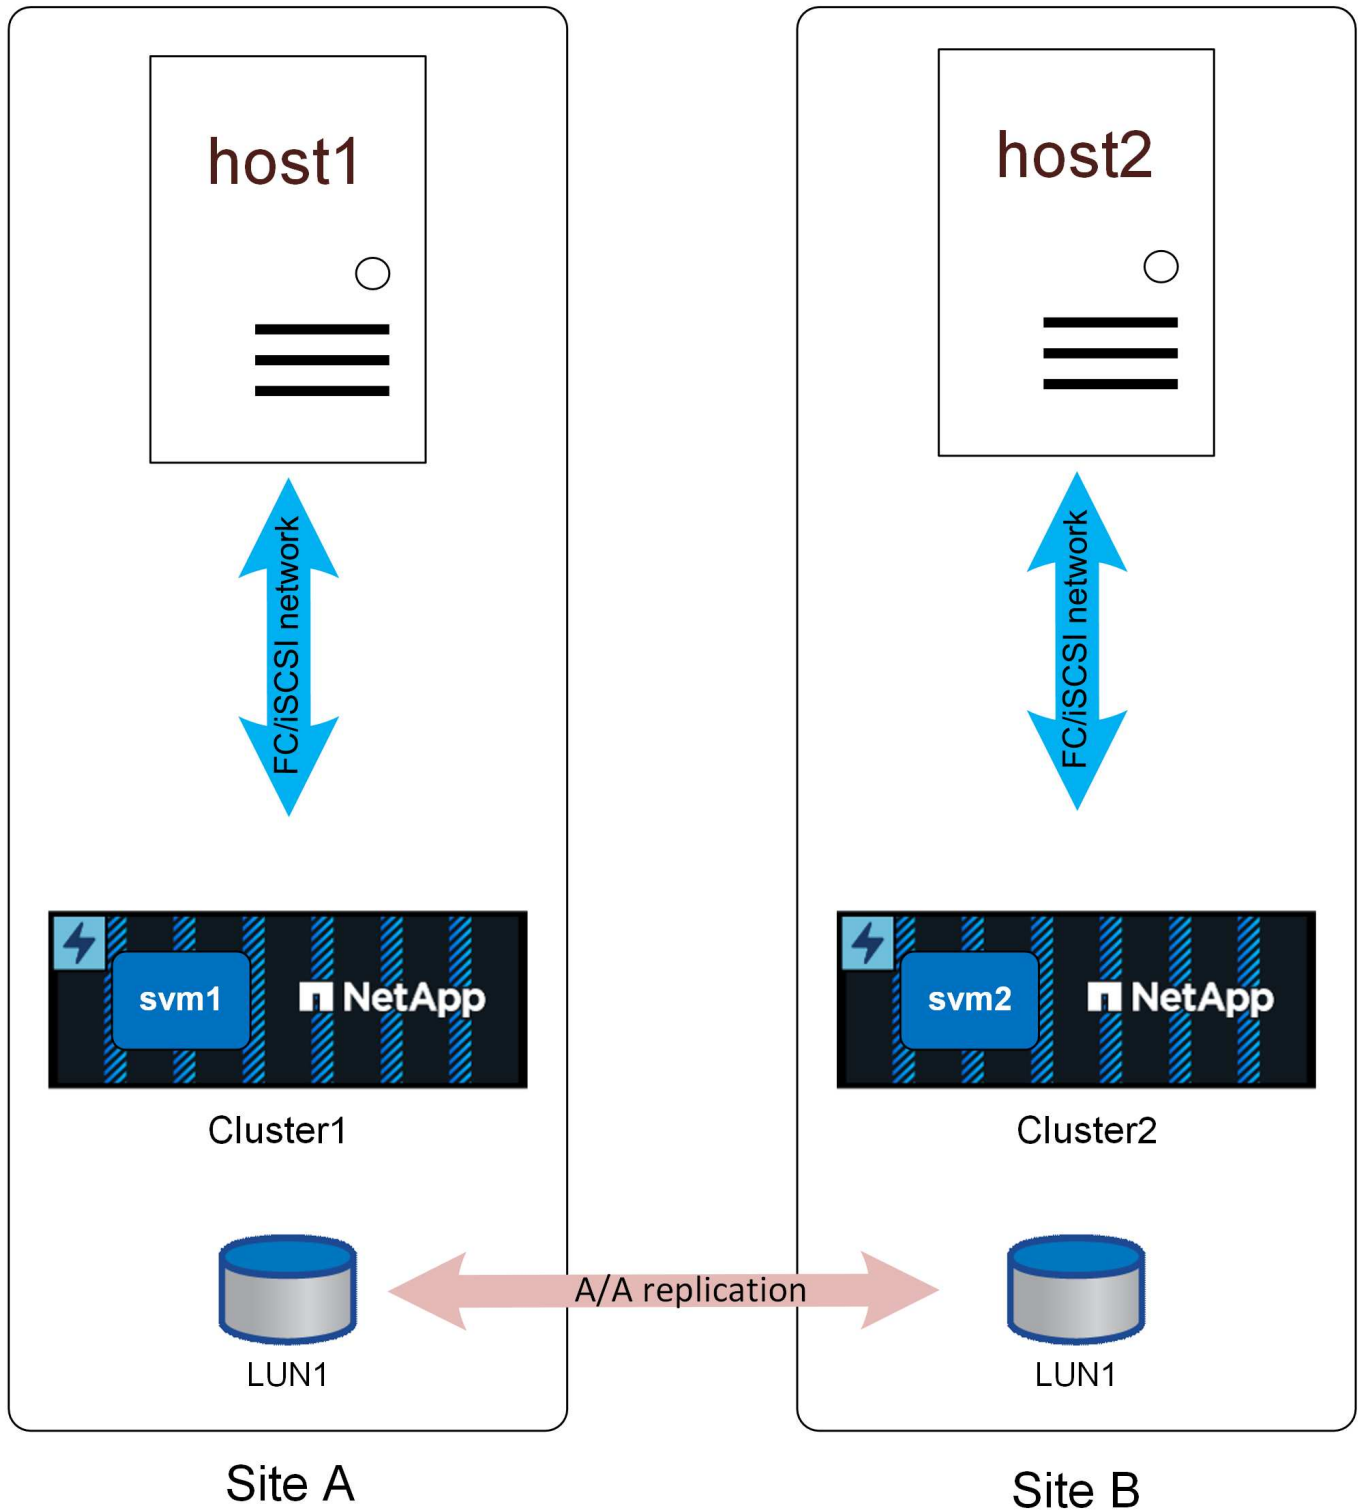 host1
host2
FC/iSCSI network
FC/iSCSI network
svm1
NetApp
svm2
NetApp
Cluster1
Cluster2
A/A replication
LUN1
LUN1
Site A
Site B